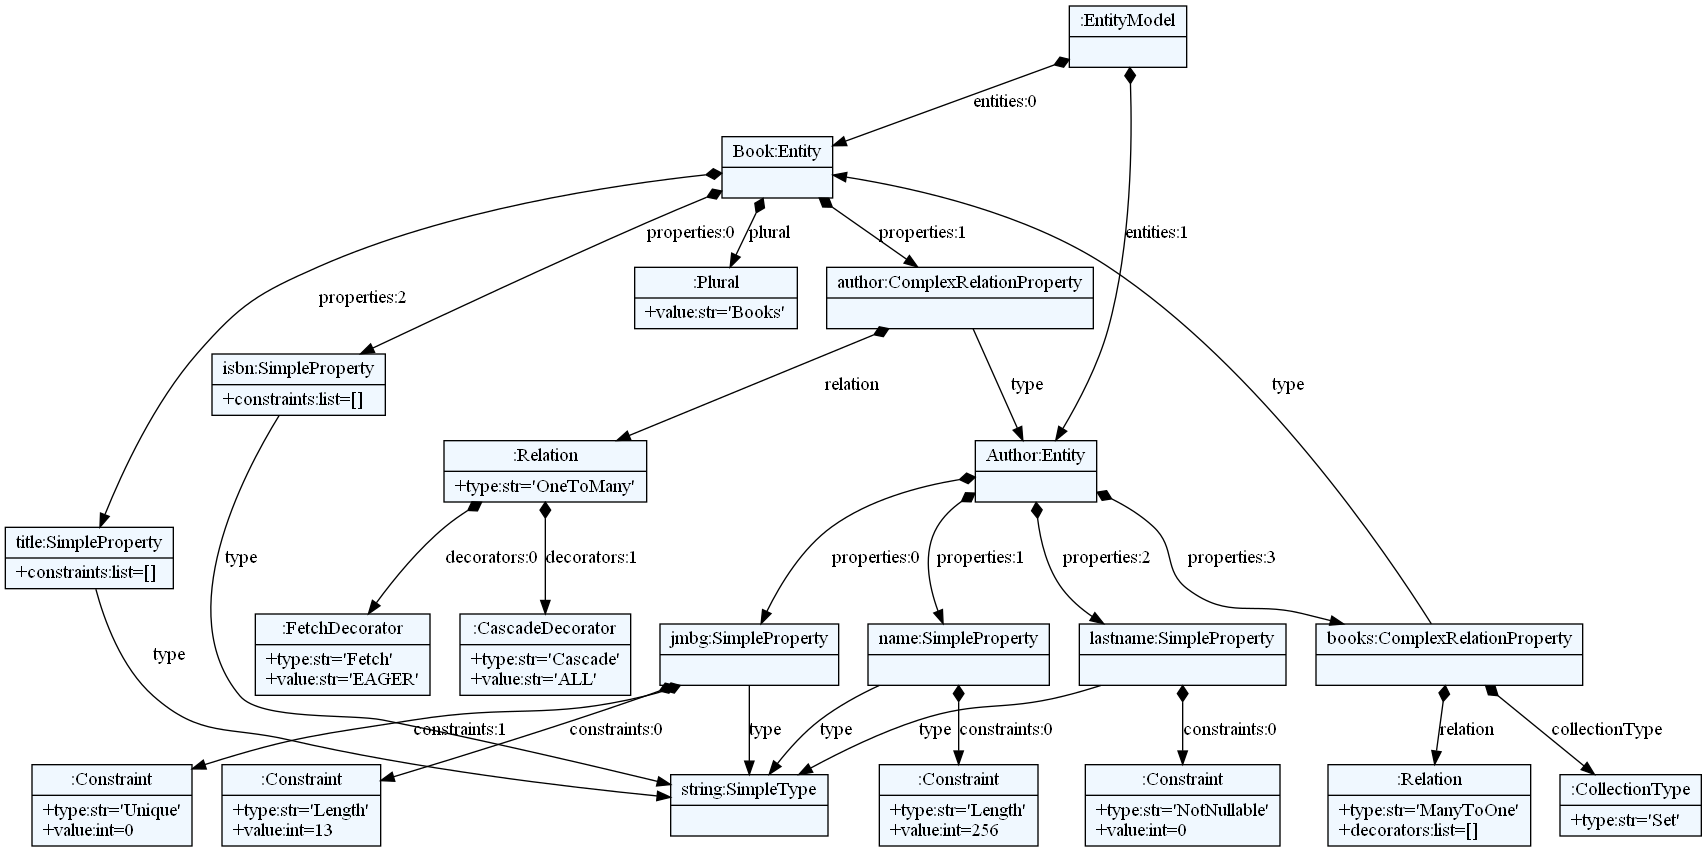 :EntityModel
entities:0
Book:Entity
entities:1
properties:0
plural
properties:1
properties:2
:Plural
+value:str='Books'
author:ComplexRelationProperty
isbn:SimpleProperty
+constraints:list=[]
relation
type
type
:Relation
+type:str='OneToMany'
Author:Entity
title:SimpleProperty
+constraints:list=[]
type
decorators:0
decorators:1
properties:0
properties:1
properties:2
properties:3
:FetchDecorator
+type:str='Fetch'
+value:str='EAGER'
:CascadeDecorator
+type:str='Cascade'
+value:str='ALL'
jmbg:SimpleProperty
name:SimpleProperty
lastname:SimpleProperty
books:ComplexRelationProperty
type
constraints:1
constraints:0
type
type
type
constraints:0
constraints:0
relation
collectionType
:Constraint
+type:str='Unique'
+value:int=0
:Constraint
+type:str='Length'
+value:int=13
string:SimpleType
:Constraint
+type:str='Length'
+value:int=256
:Constraint
+type:str='NotNullable'
+value:int=0
:Relation
+type:str='ManyToOne'
+decorators:list=[]
:CollectionType
+type:str='Set'